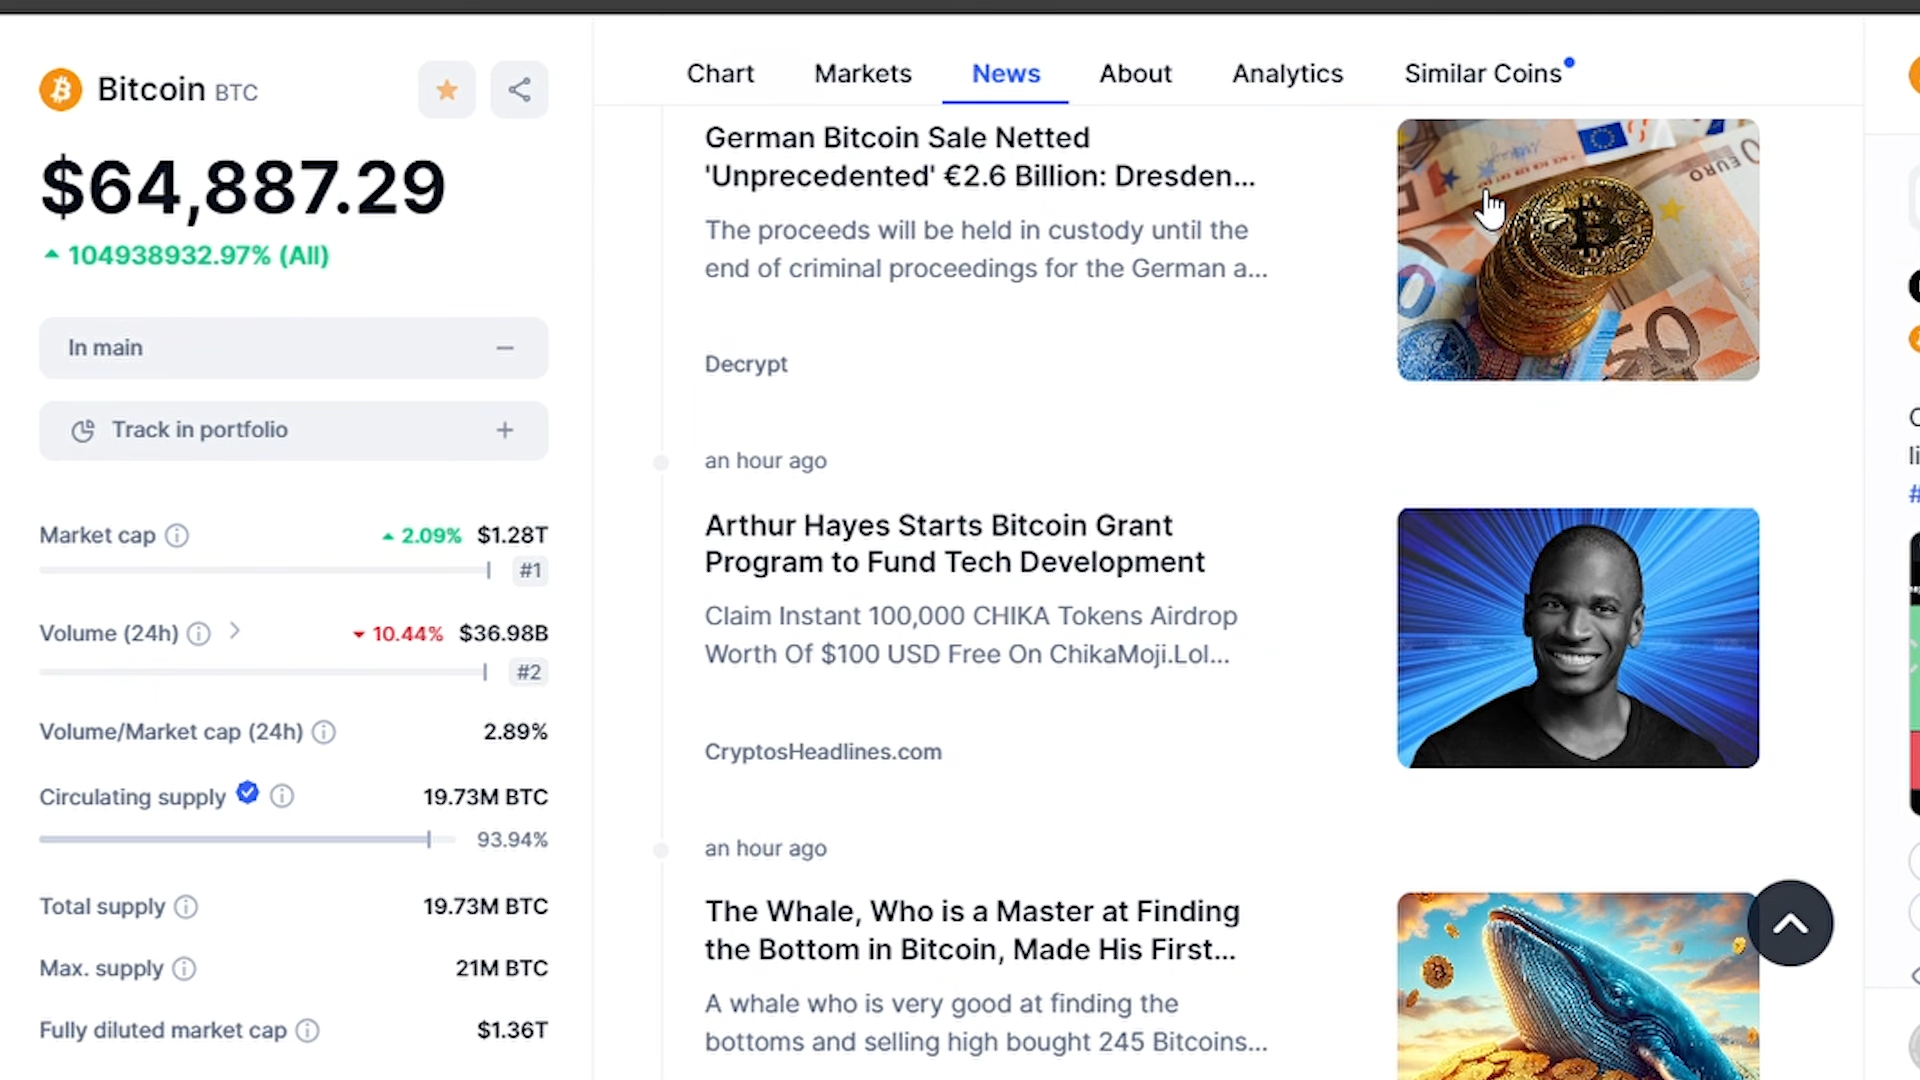 Bitcoin BTC
$64,887.29
104938932.97% (All)
In main
Track in portfolio
Market cap 2.09% $1.28T
#1
Volume (24h) 10.44% $36.98B
#2
Volume/Market cap (24h) 2.89%
Circulating supply 19.73M BTC
93.94%
Total supply 19.73M BTC
Max. supply 21M BTC
Fully diluted market cap $1.36T
Chart Markets News About Analytics Similar Coins
German Bitcoin Sale Netted
'Unprecedented' €2.6 Billion: Dresden...
The proceeds will be held in custody until the
end of criminal proceedings for the German a...
Decrypt
EURO
50
an hour ago
Arthur Hayes Starts Bitcoin Grant
Program to Fund Tech Development
Claim Instant 100,000 CHIKA Tokens Airdrop
Worth Of $100 USD Free On ChikaMoji.Lol...
CryptosHeadlines.com
an hour ago
The Whale, Who is a Master at Finding
the Bottom in Bitcoin, Made His First...
A whale who is very good at finding the
bottoms and selling high bought 245 Bitcoins...
li
#